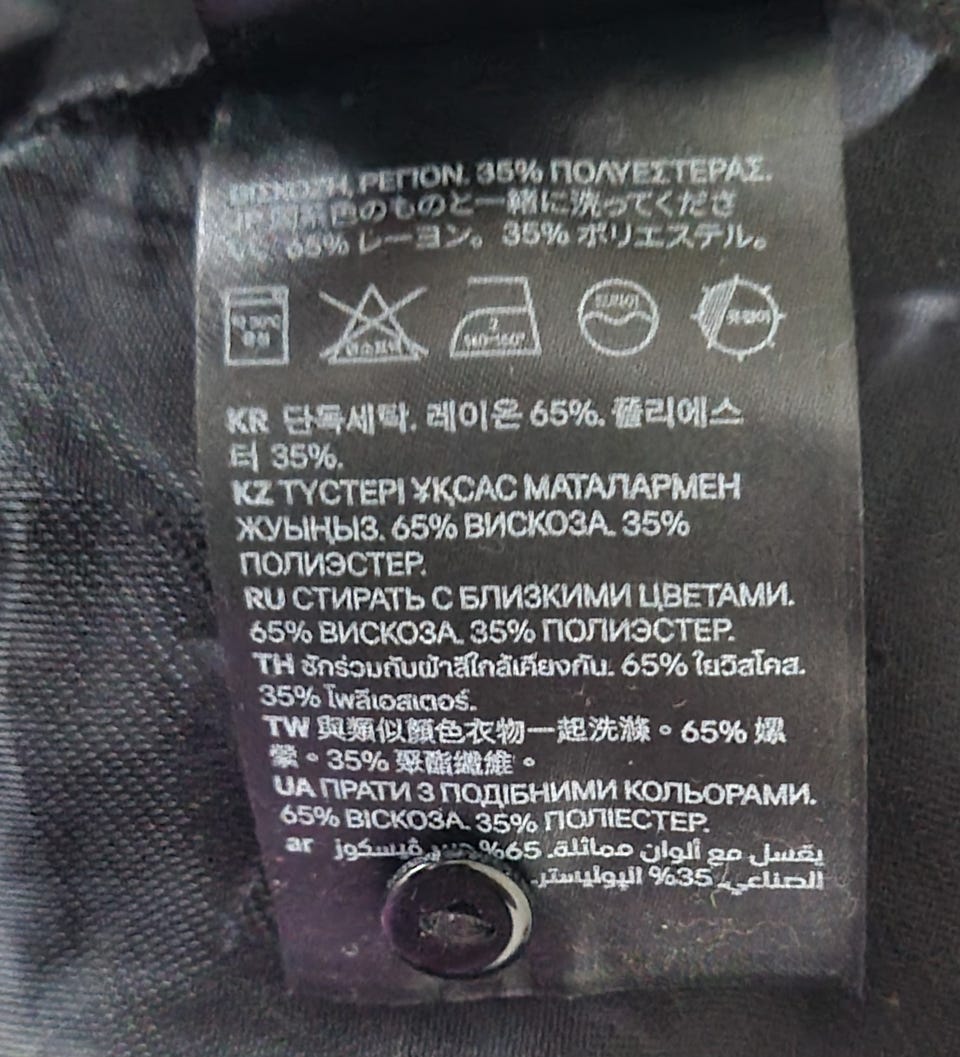 ΡΕΓΙΟΝ. 35% ΠΟΛΥΕΣΤΕΡΑΣ.
色のものと一緒に洗ってくださ
65% レーヨン。 35% ポリエステル。
KR 단독세탁. 레이온 65%. 폴리에스
터 35%.
KZ ТҮСТЕРІ ҰҚСАС МАТАЛАРМЕН
ЖУЫҢЫЗ. 65% ВИСКОЗА. 35%
ПОЛИЭСТЕР.
RU СТИРАТЬ С БЛИЗКИМИ ЦВЕТАМИ.
65% ВИСКОЗА. 35% ПОЛИЭСТЕР.
TH ซักร่วมกับผ้าสีใกล้เคียงกัน. 65% ใยวิสโคส.
35% โพลีเอสเตอร์.
TW 與類似顏色衣物一起洗滌。65% 嫘
縈。35% 聚酯纖維。
UA ПРАТИ З ПОДІБНИМИ КОЛЬОРАМИ.
65% ВІСКОЗА. 35% ПОЛІЕСТЕР.
ar يغسل مع ألوان مماثلة. 65% فيسكوز
الصناعي. 35% البوليستر.